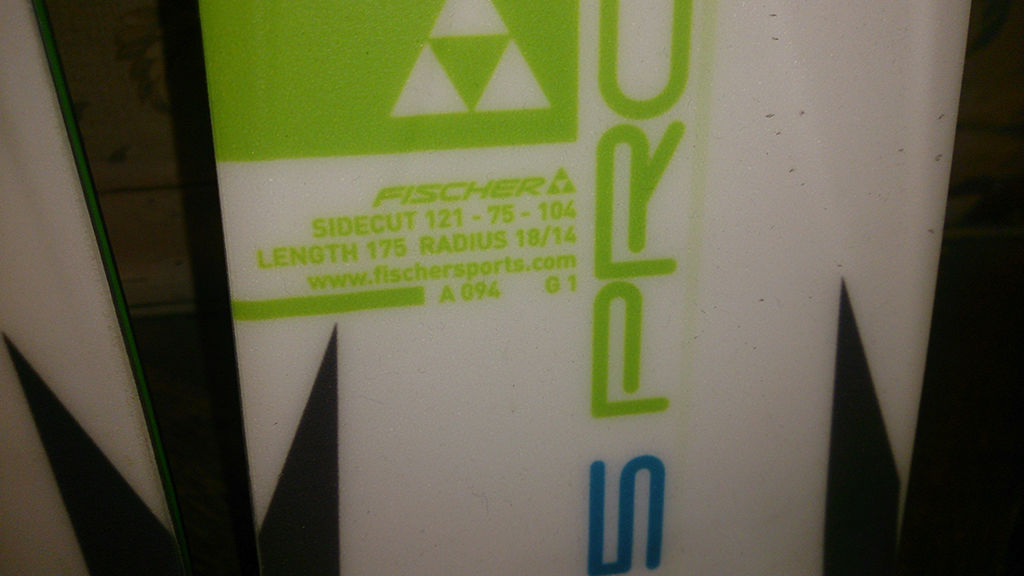 FISCHER
SIDECUT 121 - 75 - 104
LENGTH 175 RADIUS 18/14
www.fischersports.com
A 094 G 1
PRO